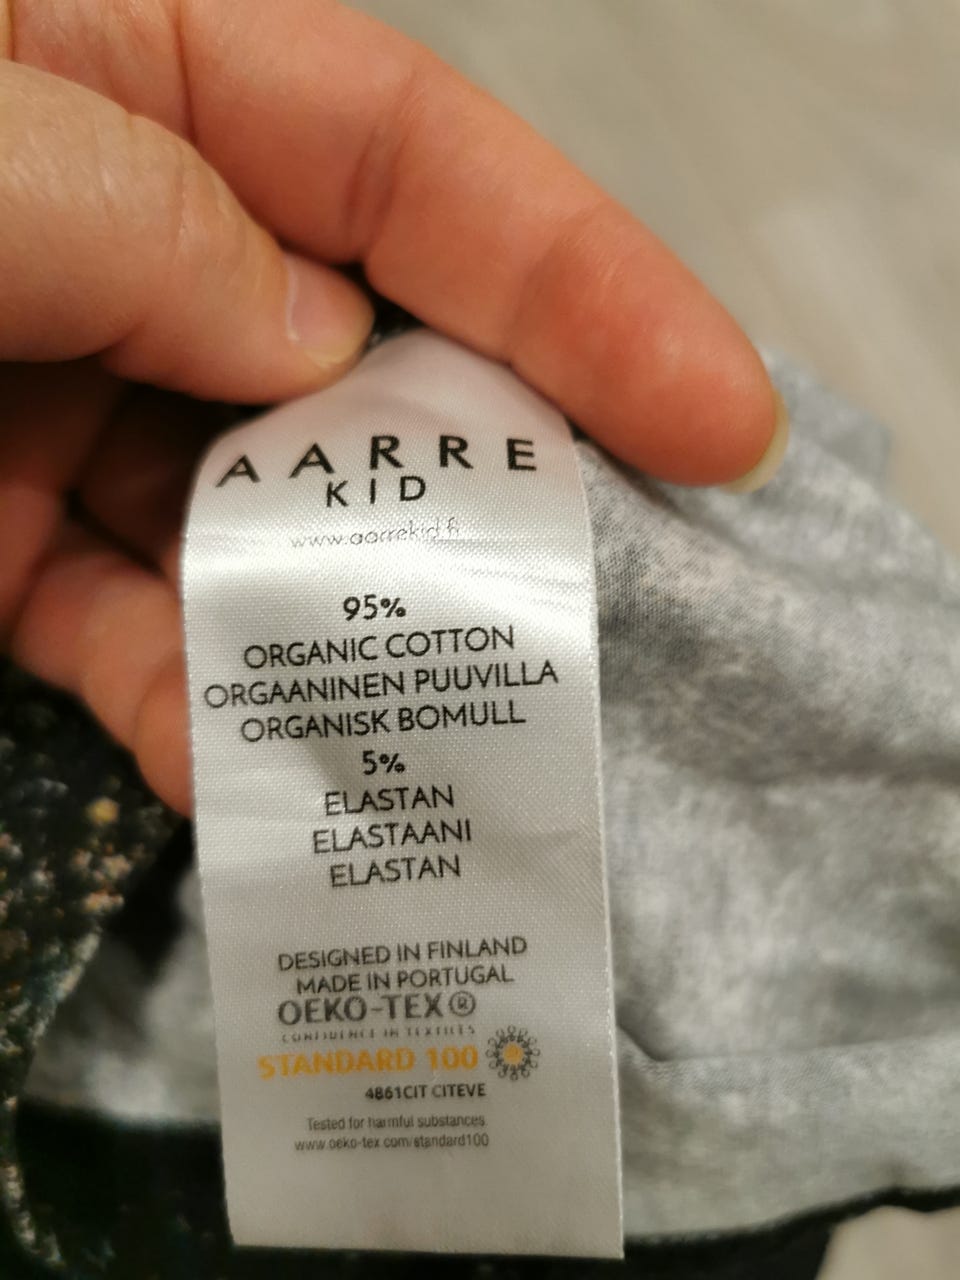 AARRE
KID
www.aarrekid.fi
95%
ORGANIC COTTON
ORGAANINEN PUUVILLA
ORGANISK BOMULL
5%
ELASTAN
ELASTAANI
ELASTAN
DESIGNED IN FINLAND
MADE IN PORTUGAL
OEKO-TEX®
CONFIDENCE IN TEXTILES
STANDARD 100
4861CIT CITEVE
Tested for harmful substances
www.oeko-tex.com/standard100